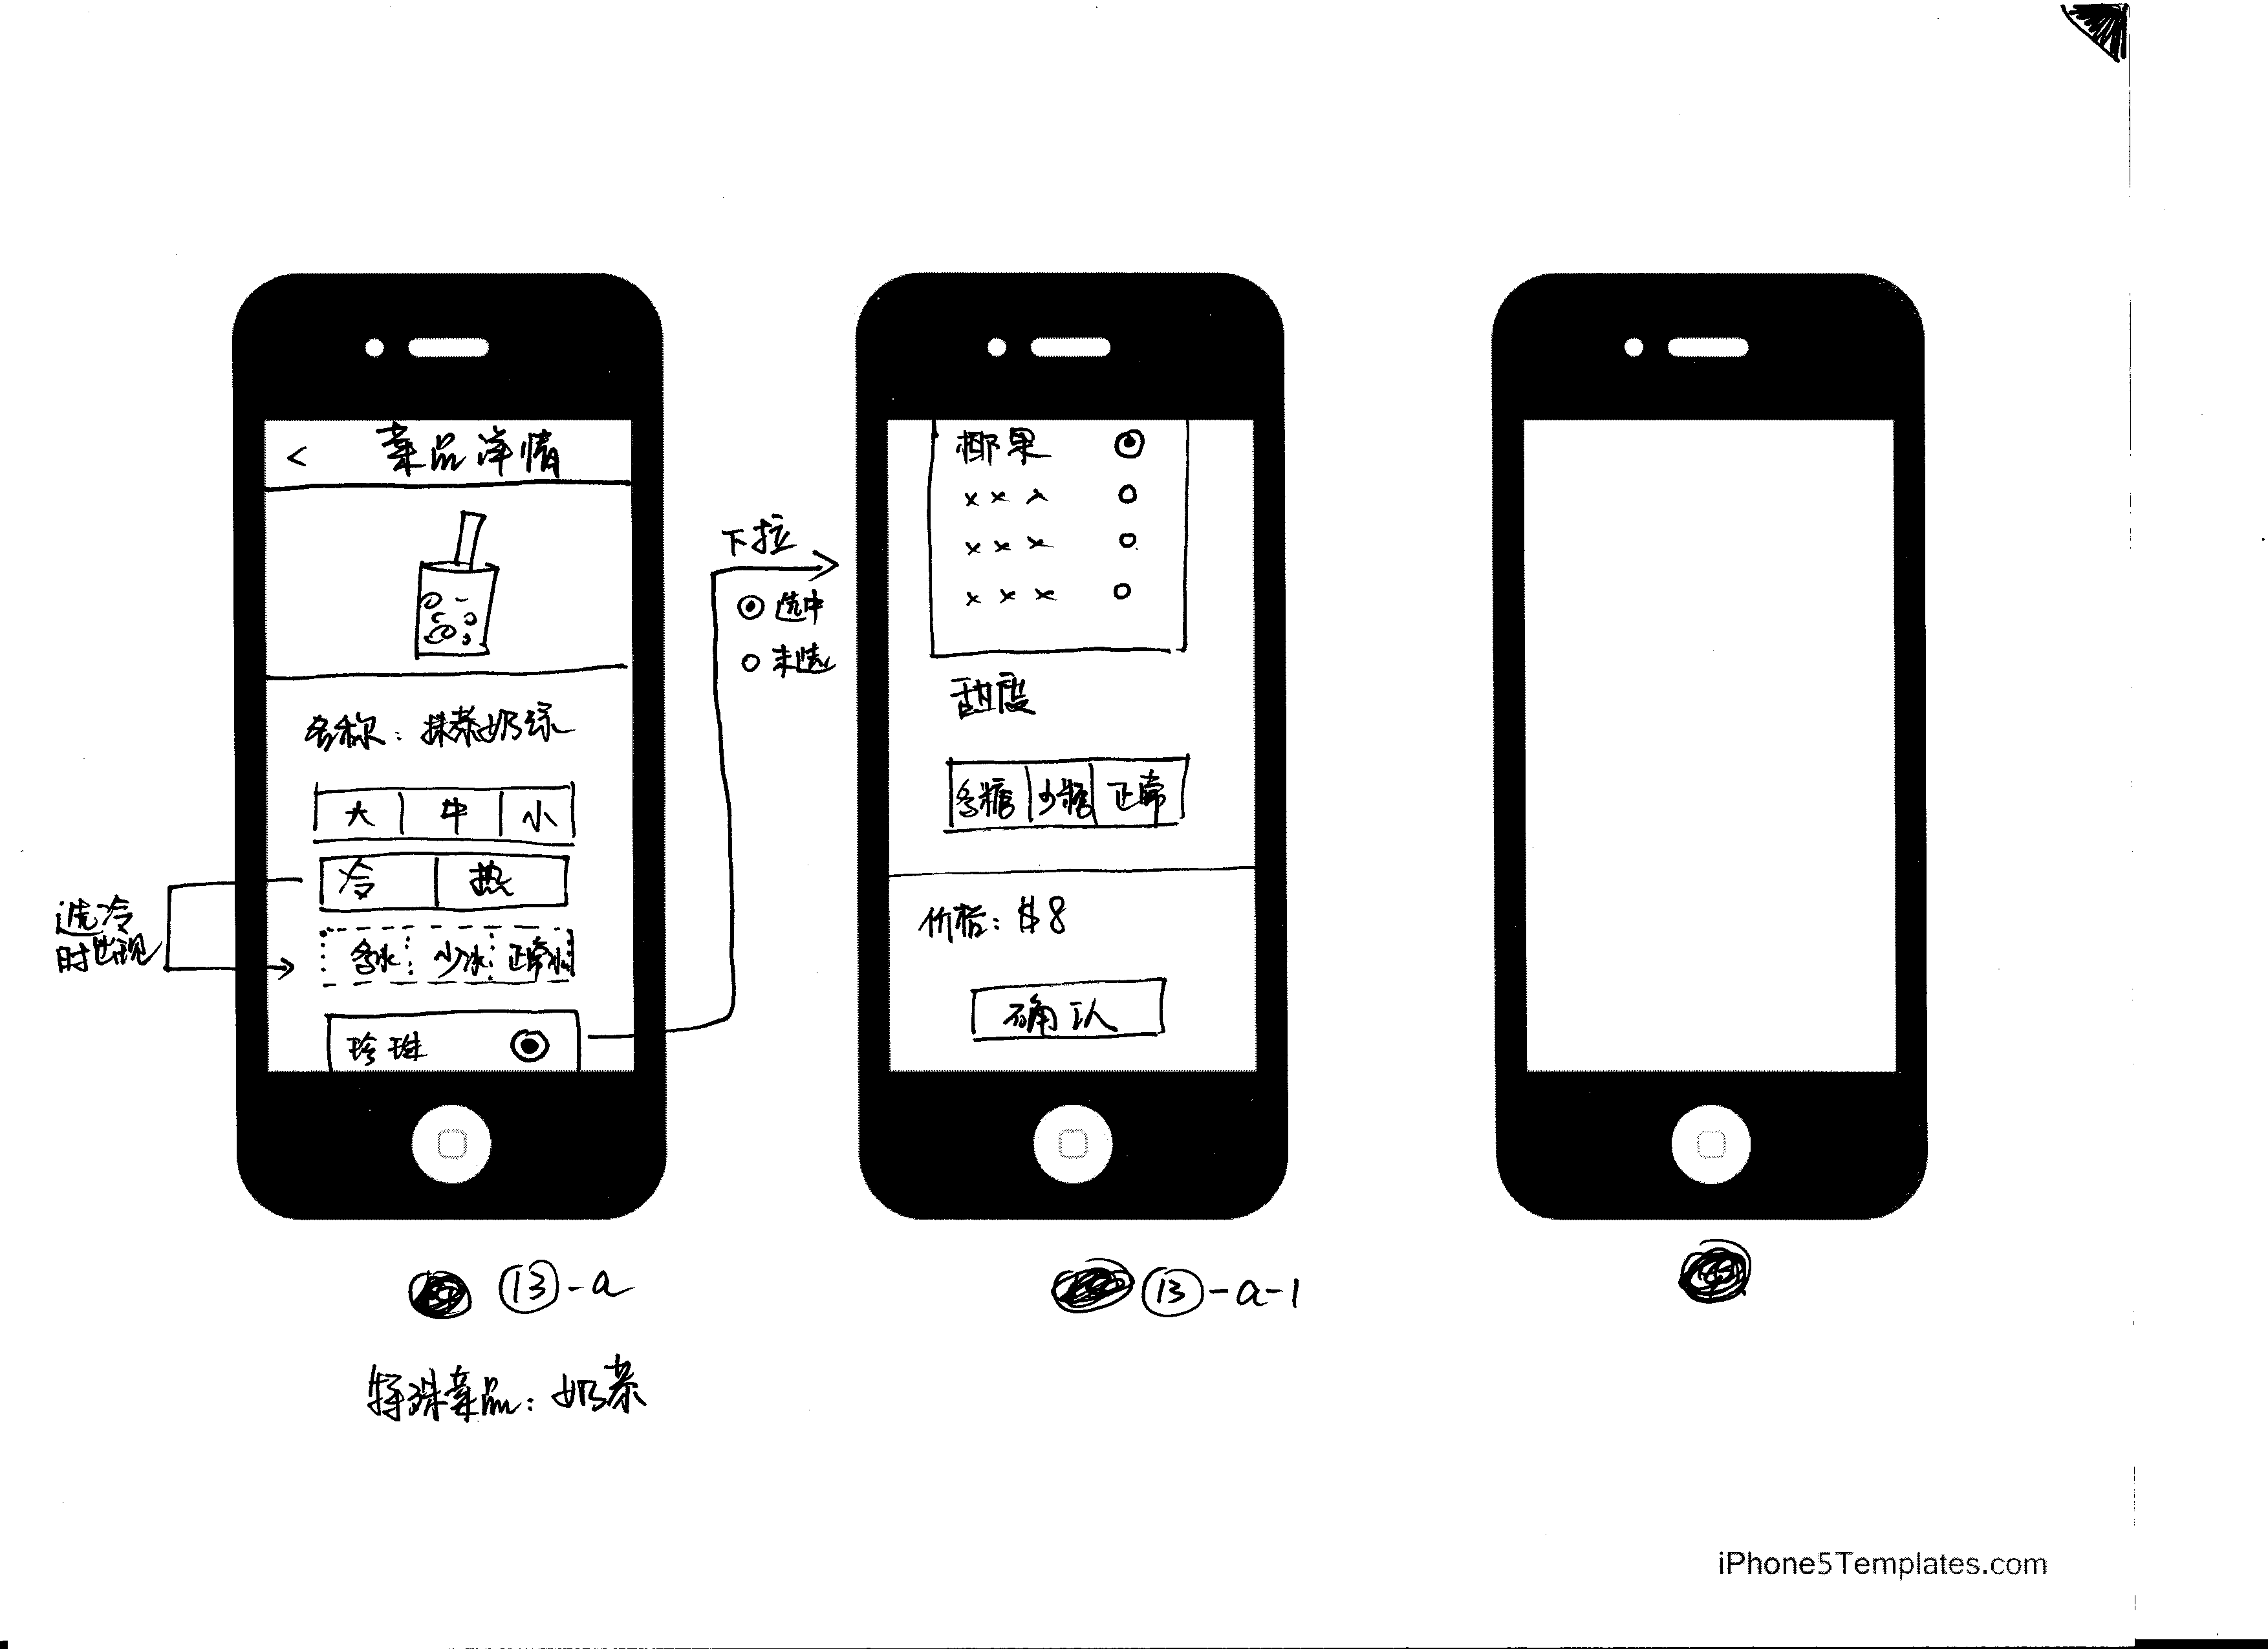 < 菜品详情
名称：抹茶奶绿
大 中 小
冷 热
选冷
时出现
多冰 少冰 正常冰
珍珠
下拉
选中
未选
椰果
x x x
x x x
x x x
甜度
多糖 少糖 正常
价格：$8
确认
⑬-a
⑬-a-1
特殊菜品：奶茶
iPhone5Templates.com